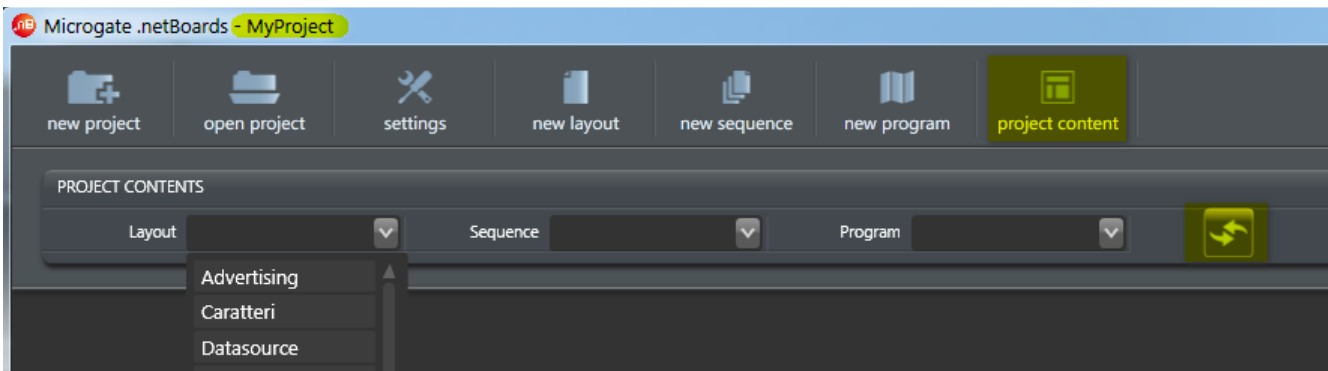 .nB Microgate .netBoards - MyProject
new project open project settings new layout new sequence new program project content
PROJECT CONTENTS
Layout Sequence Program
Advertising
Caratteri
Datasource